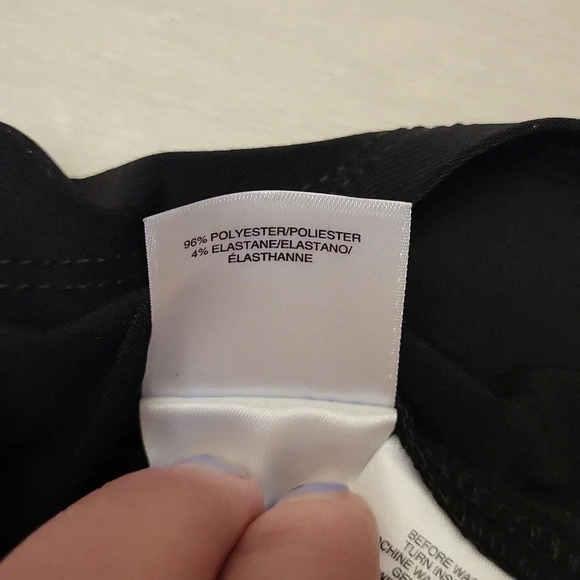 96% POLYESTER/POLIESTER
4% ELASTANE/ELASTANO/
ÉLASTHANNE
BEFORE
TURN